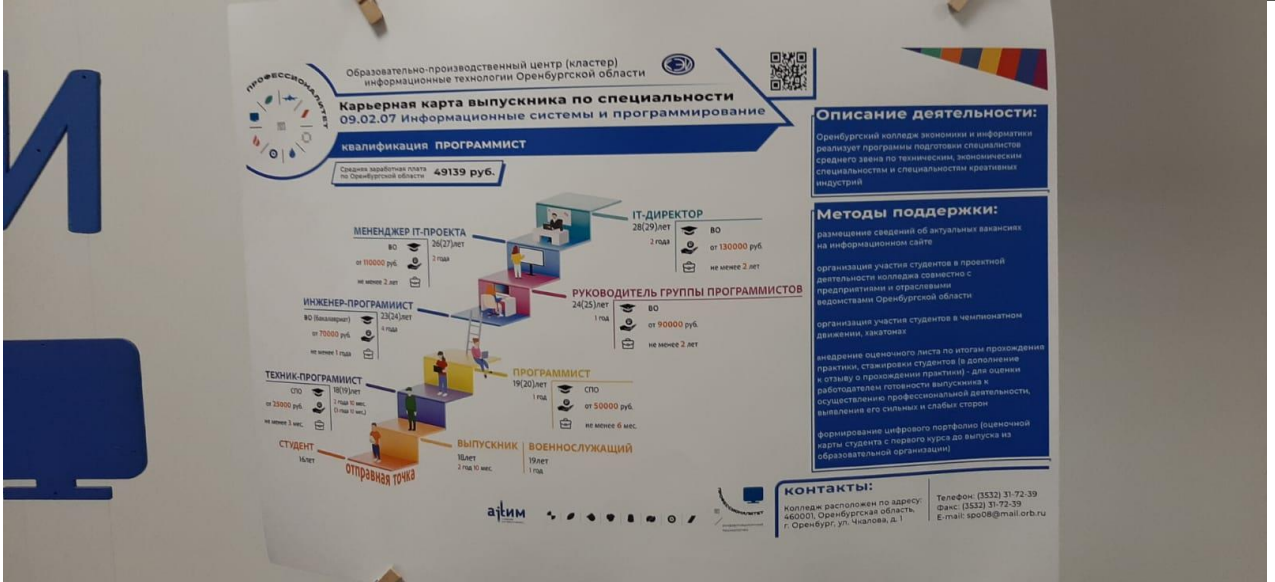 И
ПРОФЕССИОНАЛИТЕТ
Образовательно-производственный центр (кластер)
информационные технологии Оренбургской области
Карьерная карта выпускника по специальности
09.02.07 Информационные системы и программирование
квалификация ПРОГРАММИСТ
Средняя заработная плата
по Оренбургской области
49139 руб.
IT-ДИРЕКТОР
28(29)лет
2 года
ВО
от 130000 руб.
не менее 2 лет
МЕНЕНДЖЕР IT-ПРОЕКТА
ВО
26(27)лет
от 110000 руб.
2 года
не менее 2 лет
РУКОВОДИТЕЛЬ ГРУППЫ ПРОГРАММИСТОВ
24(25)лет
1 год
ВО
от 90000 руб.
не менее 2 лет
ИНЖЕНЕР-ПРОГРАММИСТ
ВО (бакалавриат)
23(24)лет
от 70000 руб.
4 года
не менее 1 года
ПРОГРАММИСТ
19(20)лет
1 год
СПО
от 50000 руб.
не менее 6 мес.
ТЕХНИК-ПРОГРАММИСТ
СПО
18(19)лет
от 25000 руб.
не менее 3 мес.
СТУДЕНТ
16лет
отправная точка
ВЫПУСКНИК
18лет
2 год 10 мес.
ВОЕННОСЛУЖАЩИЙ
19лет
1 год
Описание деятельности:
Оренбургский колледж экономики и информатики
реализует программы подготовки специалистов
среднего звена по техническим, экономическим
специальностям и специальностям креативных
индустрий
Методы поддержки:
размещение сведений об актуальных вакансиях
на информационном сайте
организация участия студентов в проектной
деятельности колледжа совместно с
предприятиями и отраслевыми
ведомствами Оренбургской области
организация участия студентов в чемпионатном
движении, хакатонах
внедрение оценочного листа по итогам прохождения
практики, стажировки студентов (в дополнение
к отзыву о прохождении практики) - для оценки
работодателем готовности выпускника к
осуществлению профессиональной деятельности,
выявления его сильных и слабых сторон
формирование цифрового портфолио (оценочной
карты студента с первого курса до выпуска из
образовательной организации)
контакты:
Колледж расположен по адресу:
460001, Оренбургская область,
г. Оренбург, ул. Чкалова, д. 1
Телефон: (3532) 31-72-39
Факс: (3532) 31-72-39
E-mail: spo08@mail.orb.ru